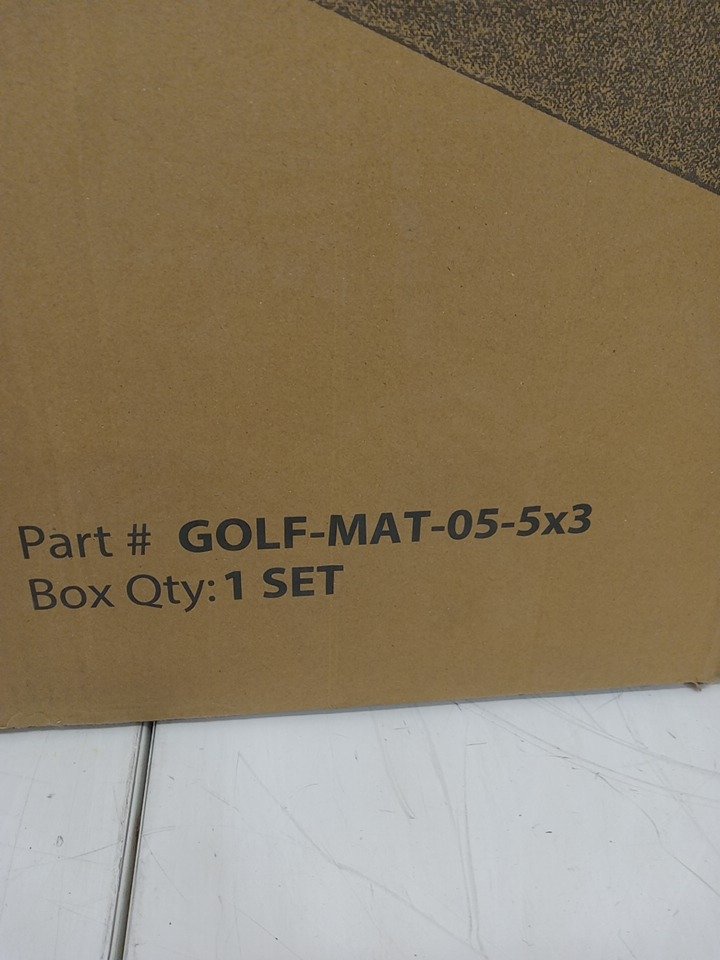 Part # GOLF-MAT-05-5x3
Box Qty: 1 SET